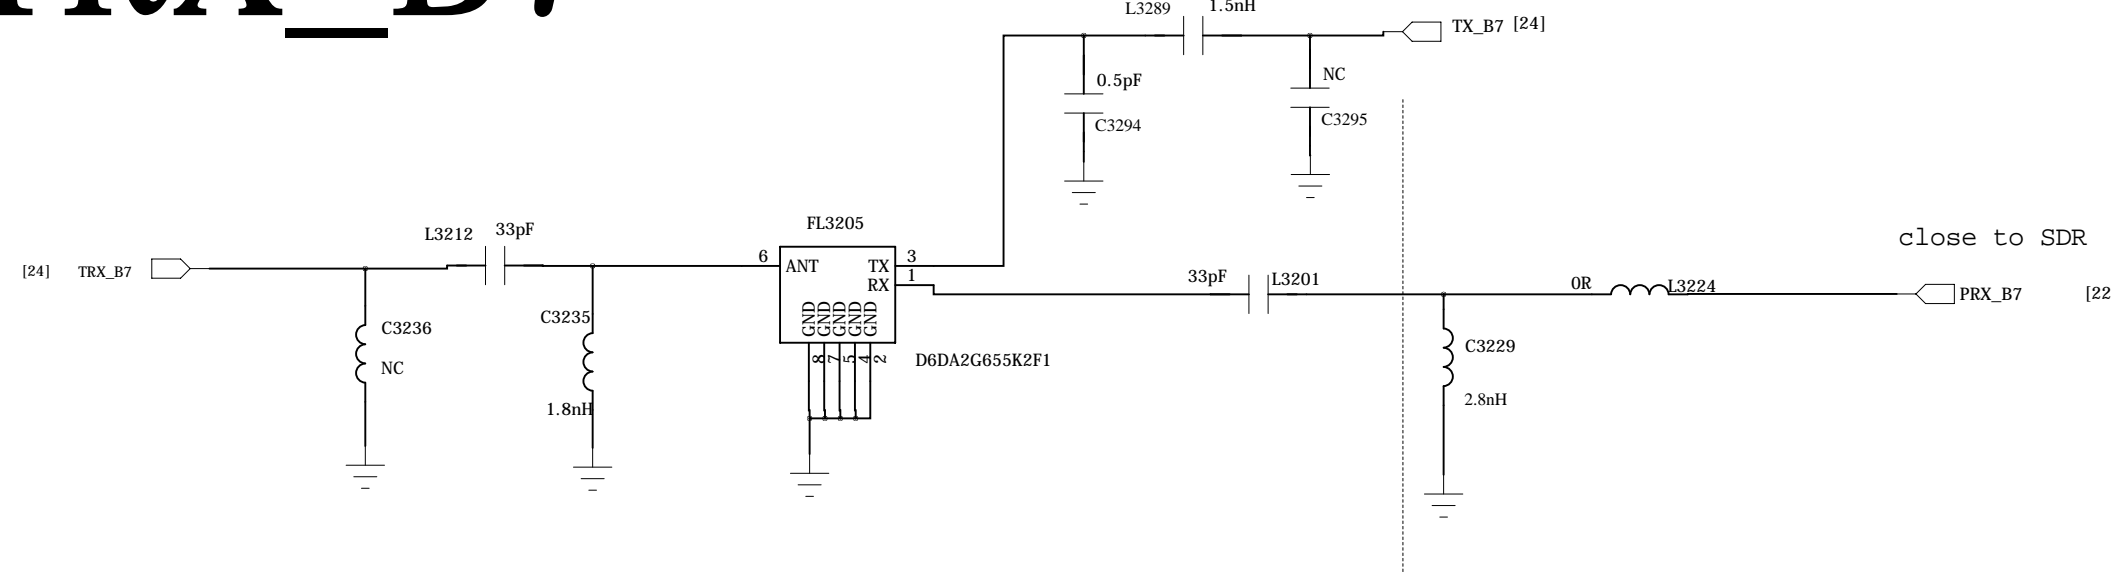 PRX_B7
L3289
1.5nH
TX_B7 [24]
0.5pF
C3294
NC
C3295
FL3205
L3212
33pF
[24] TRX_B7
6
ANT
TX
3
RX
1
33pF
L3201
close to SDR
0R
L3224
PRX_B7 [22
C3236
NC
C3235
1.8nH
GND
GND
GND
GND
GND
8
7
5
4
2
D6DA2G655K2F1
C3229
2.8nH